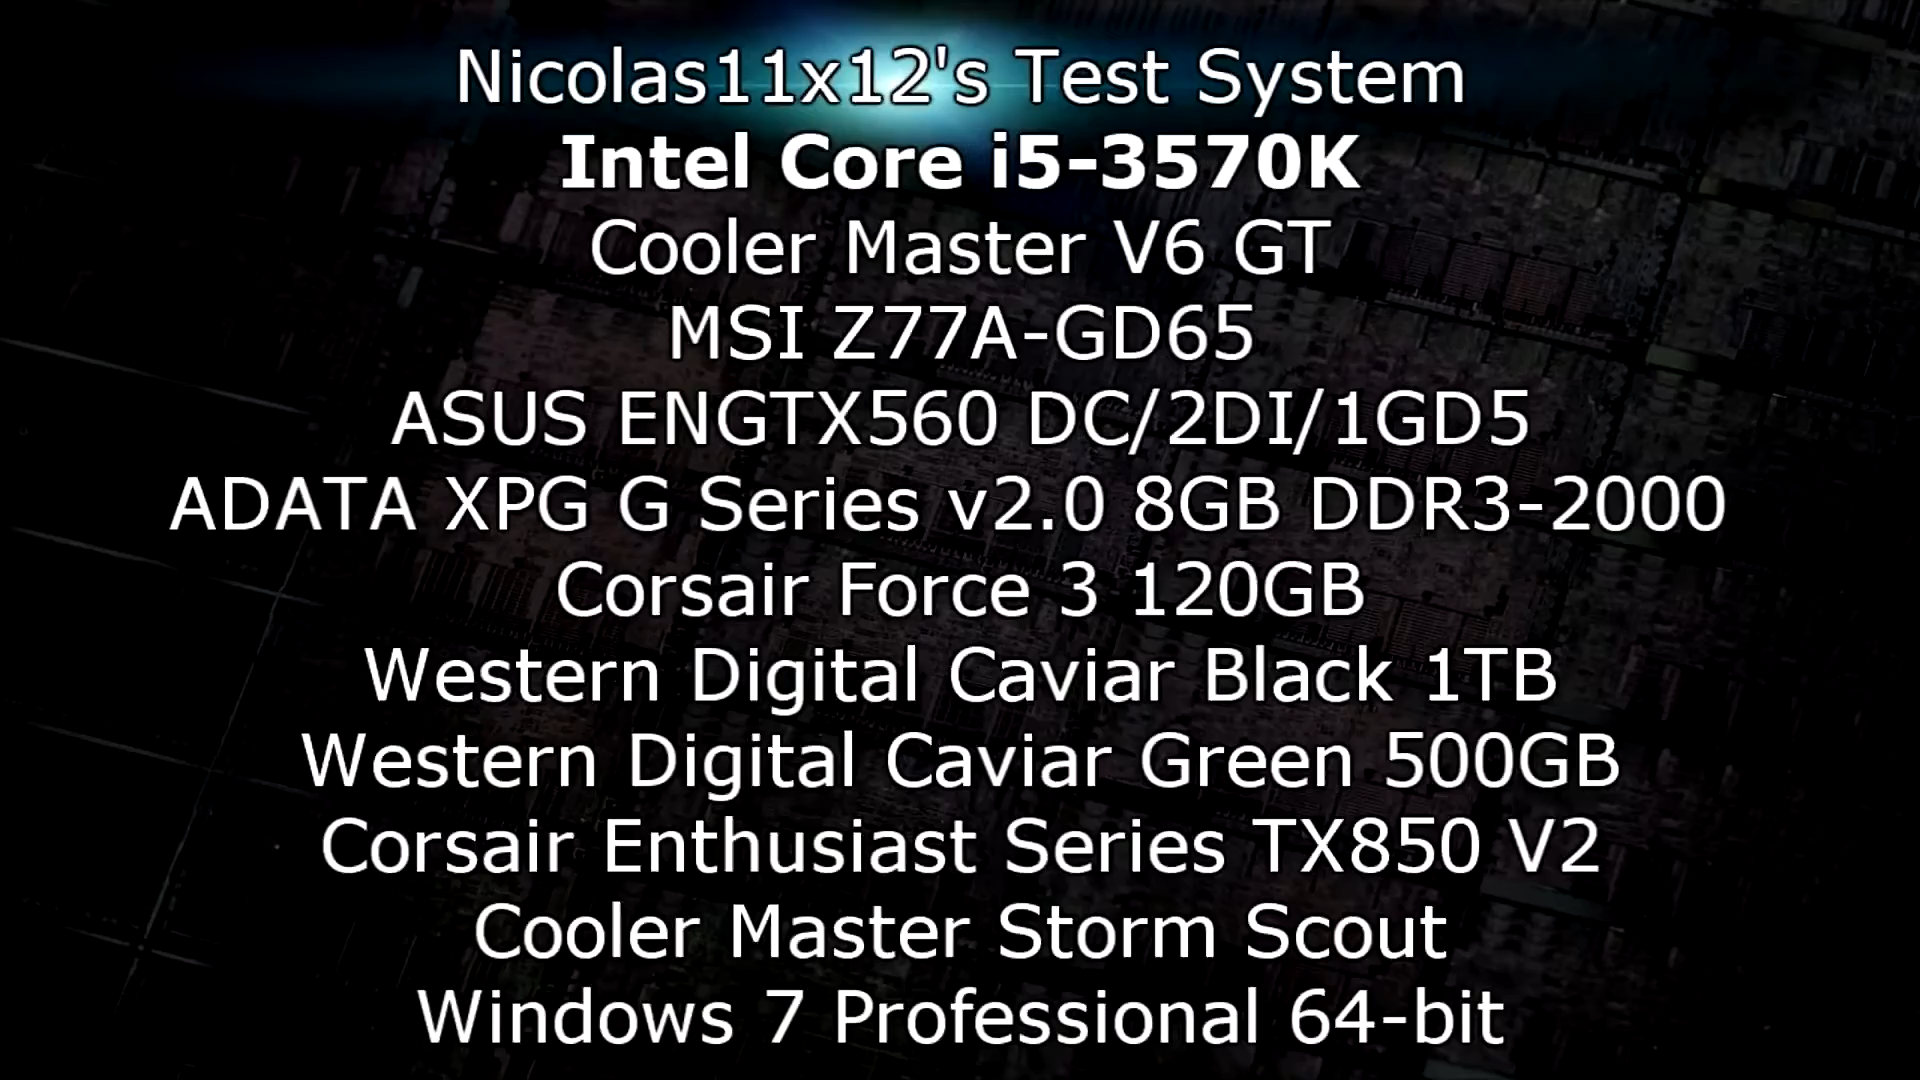 Nicolas11x12's Test System
Intel Core i5-3570K
Cooler Master V6 GT
MSI Z77A-GD65
ASUS ENGTX560 DC/2DI/1GD5
ADATA XPG G Series v2.0 8GB DDR3-2000
Corsair Force 3 120GB
Western Digital Caviar Black 1TB
Western Digital Caviar Green 500GB
Corsair Enthusiast Series TX850 V2
Cooler Master Storm Scout
Windows 7 Professional 64-bit